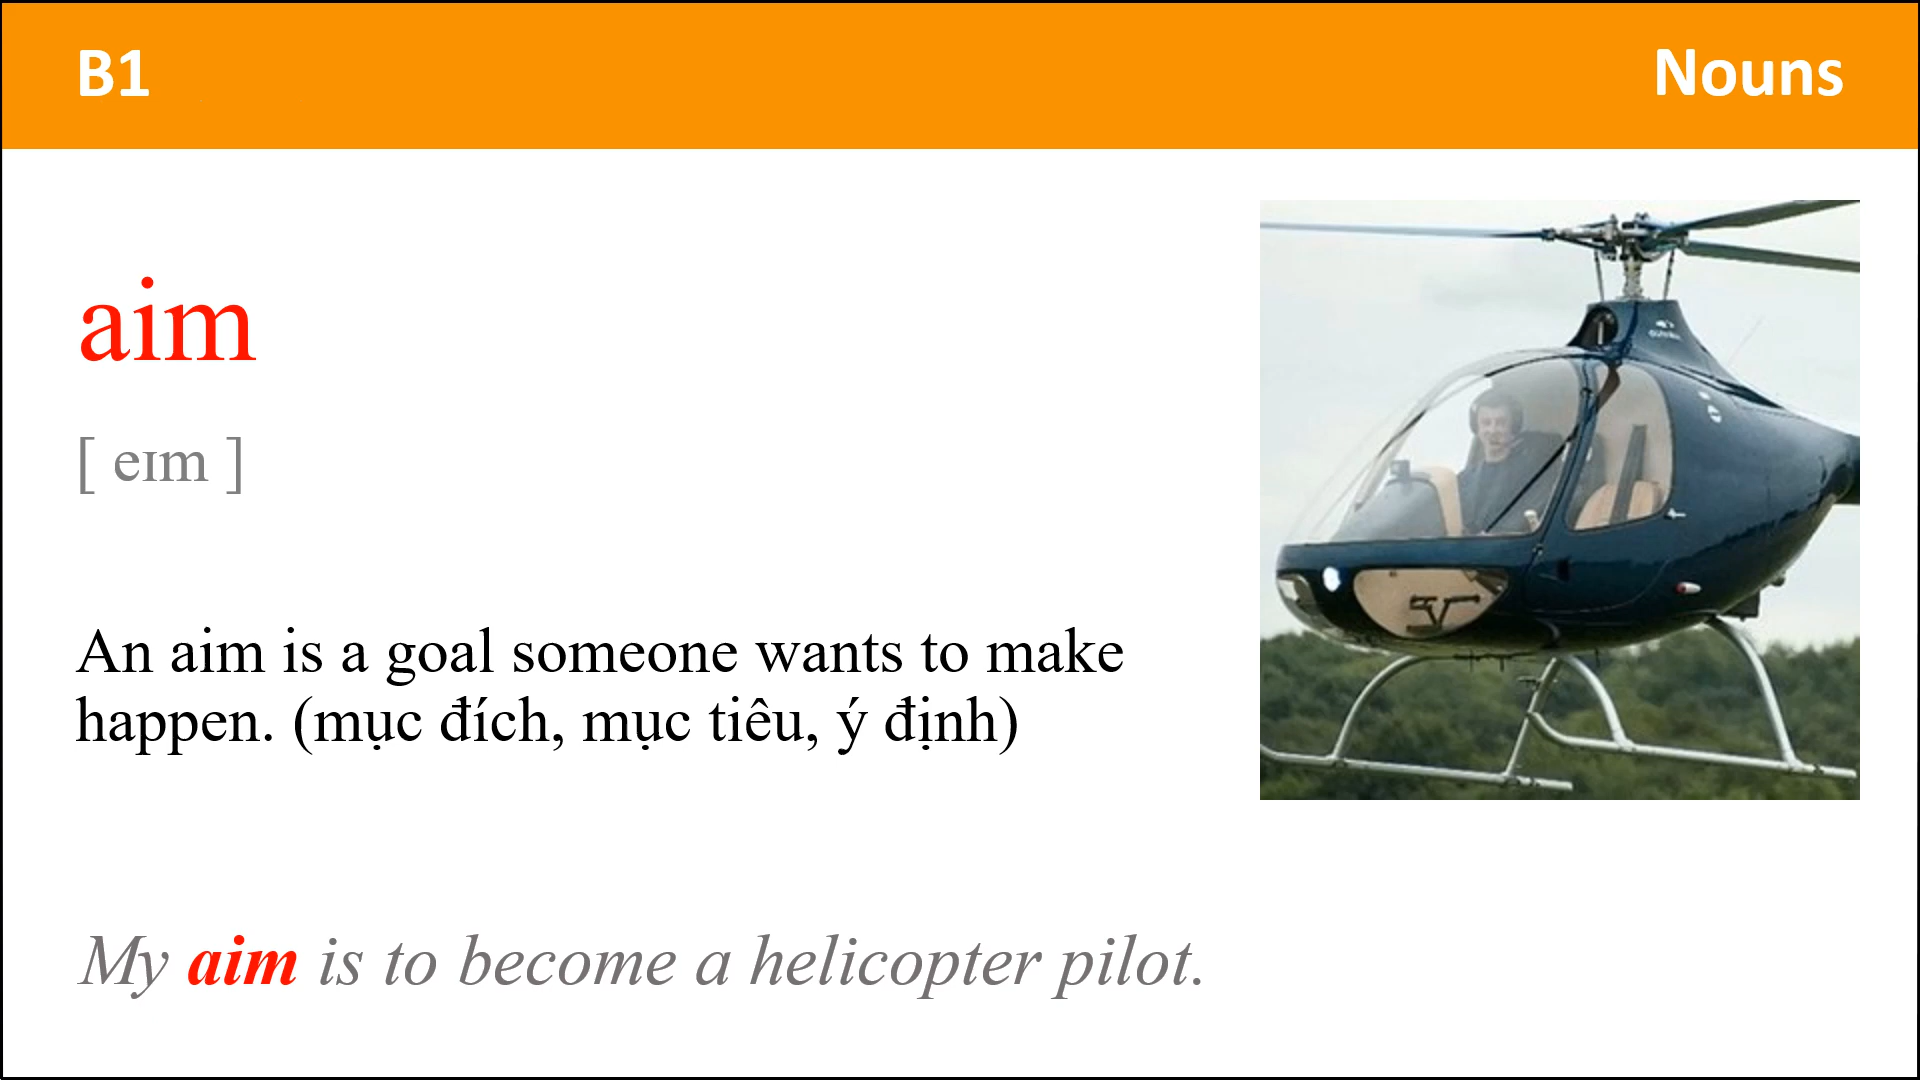 B1
Nouns
aim
[ eɪm ]
An aim is a goal someone wants to make
happen. (mục đích, mục tiêu, ý định)
My aim is to become a helicopter pilot.